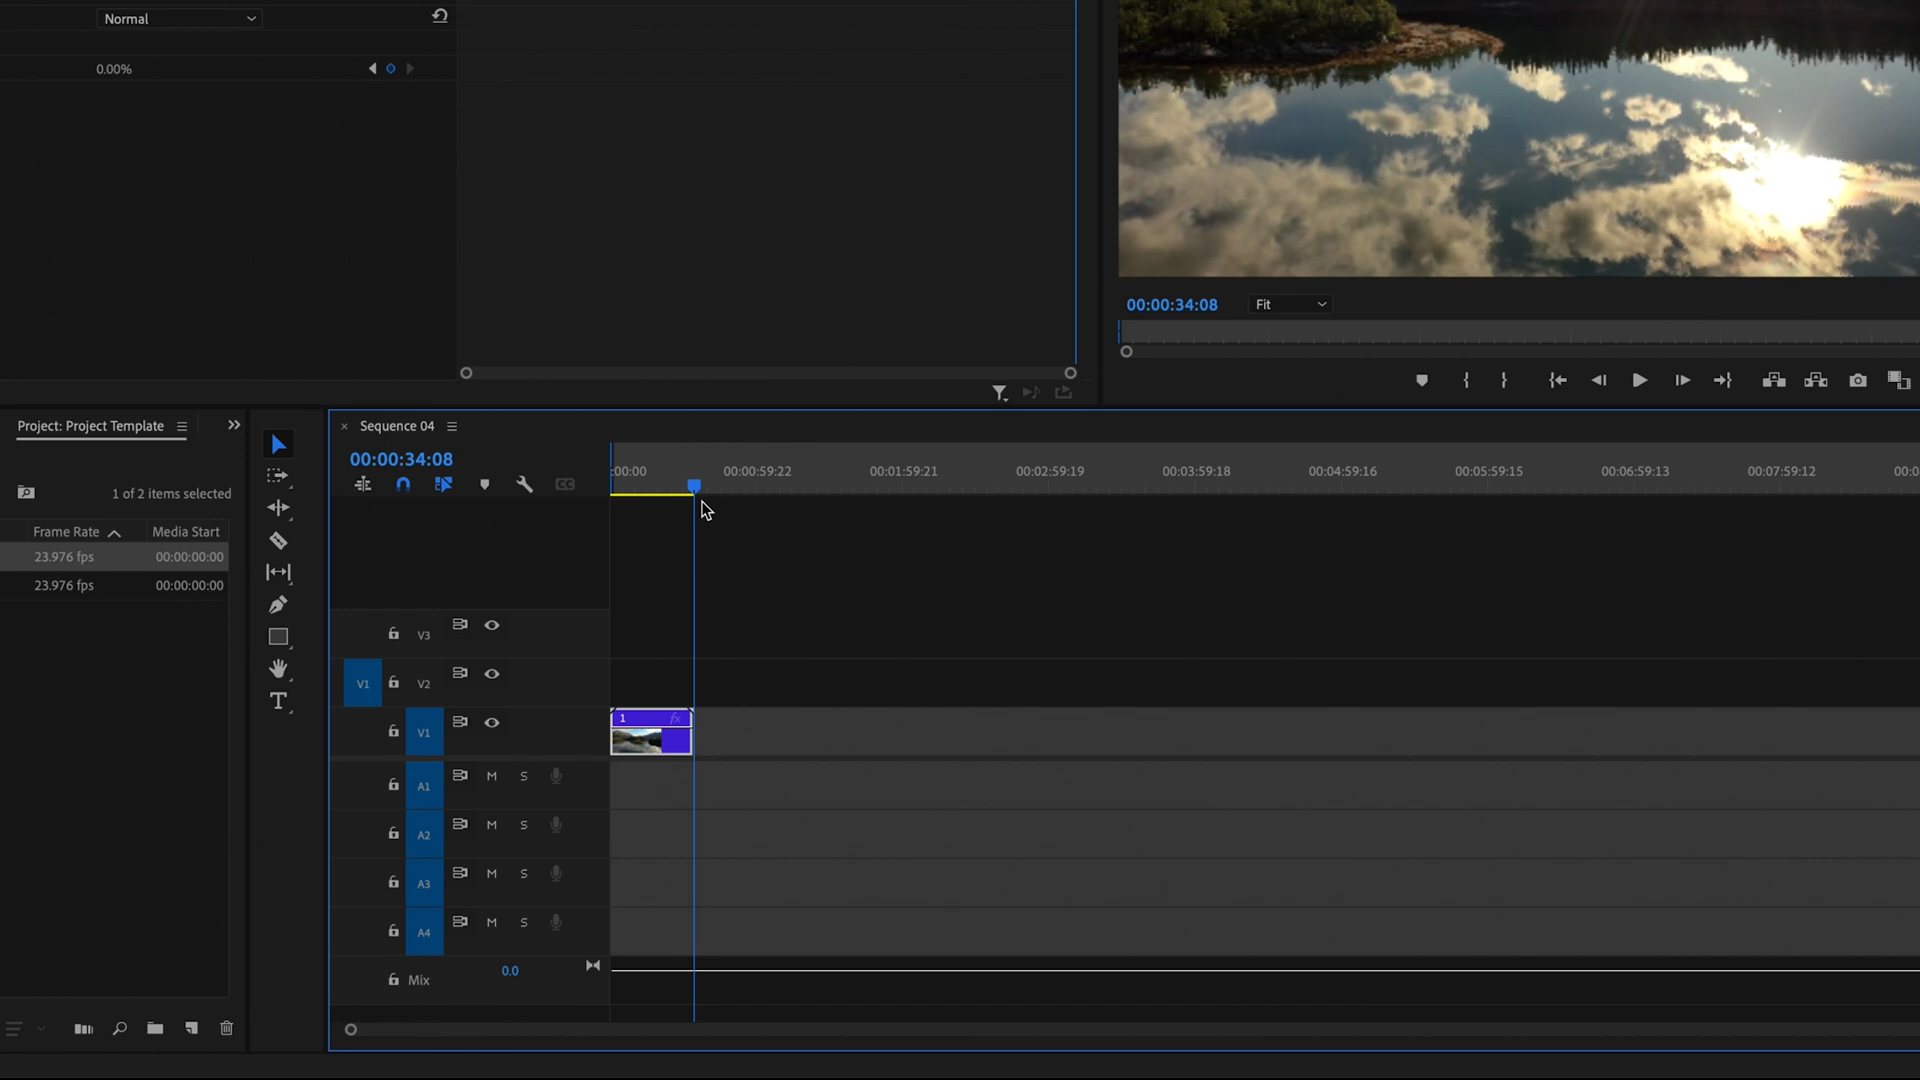 Normal
0.00%
00:00:34:08
Fit
Project: Project Template
1 of 2 items selected
Frame Rate
Media Start
23.976 fps
00:00:00:00
23.976 fps
00:00:00:00
Sequence 04
00:00:34:08
CC
:00:00
00:00:59:22
00:01:59:21
00:02:59:19
00:03:59:18
00:04:59:16
00:05:59:15
00:06:59:13
00:07:59:12
00:0
V3
V1
V2
V1
1
fx
A1
M
S
A2
M
S
A3
M
S
A4
M
S
Mix
0.0